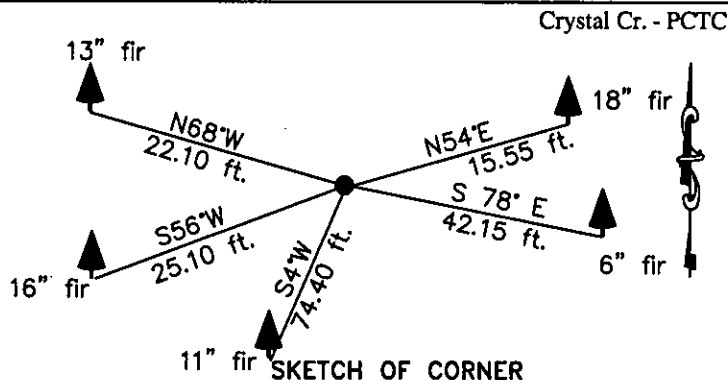 Crystal Cr. - PCTC
13" fir
18" fir
N68°W
22.10 ft.
N54°E
15.55 ft.
S 78° E
42.15 ft.
S56°W
25.10 ft.
S4°W
74.40 ft.
16" fir
6" fir
11" fir
SKETCH OF CORNER